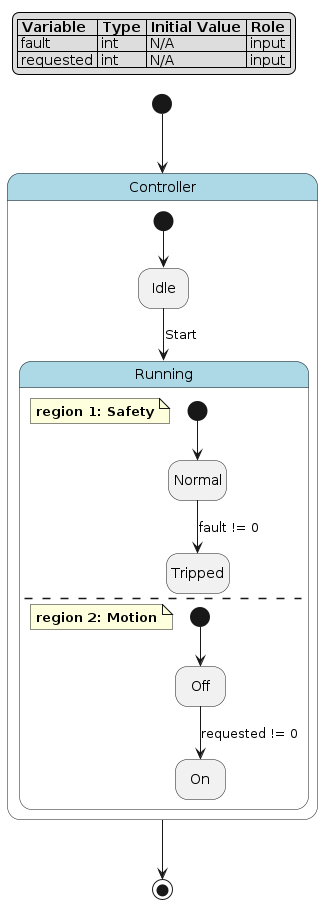 Variable Type Initial Value Role
fault int N/A input
requested int N/A input
Controller
Idle
Start
Running
region 1: Safety
Normal
fault != 0
Tripped
region 2: Motion
Off
requested != 0
On